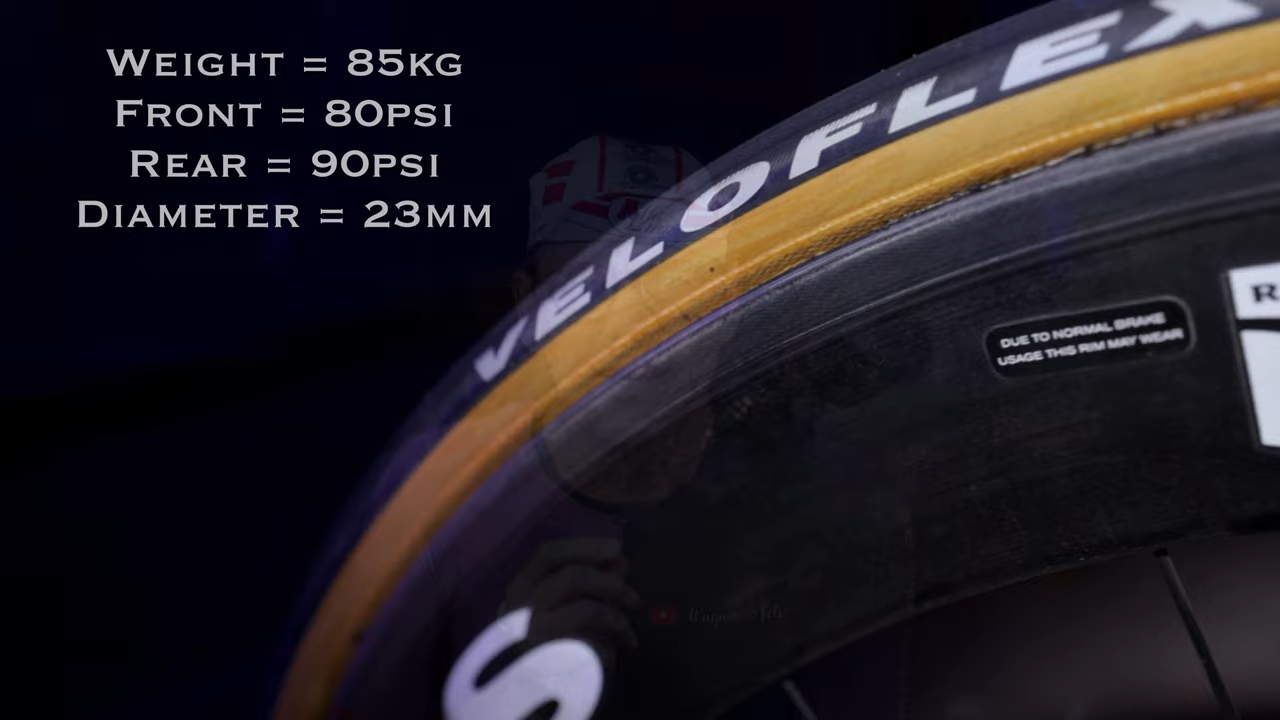 WEIGHT = 85KG
FRONT = 80PSI
REAR = 90PSI
DIAMETER = 23MM
VELOFLEX
DUE TO NORMAL BRAKE
USAGE THIS RIM MAY WEAR
R
S